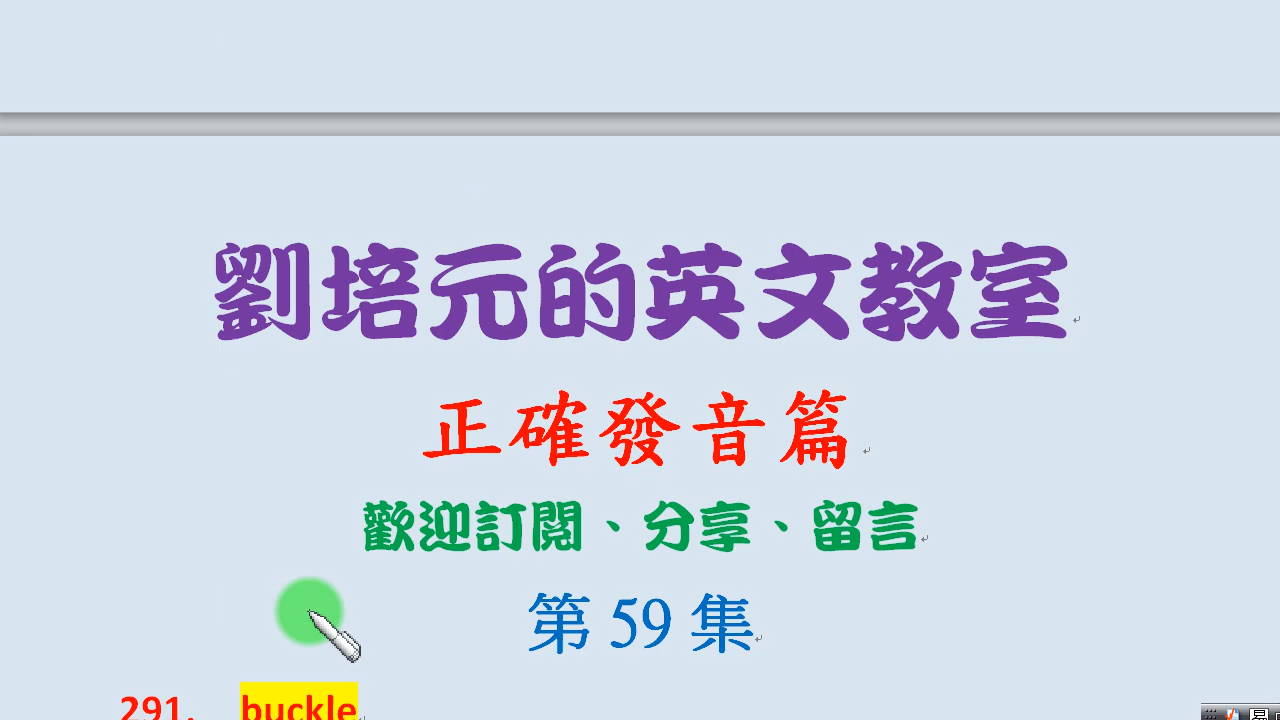 劉培元的英文教室
正確發音篇
歡迎訂閱、分享、留言
第 59 集
291. buckle